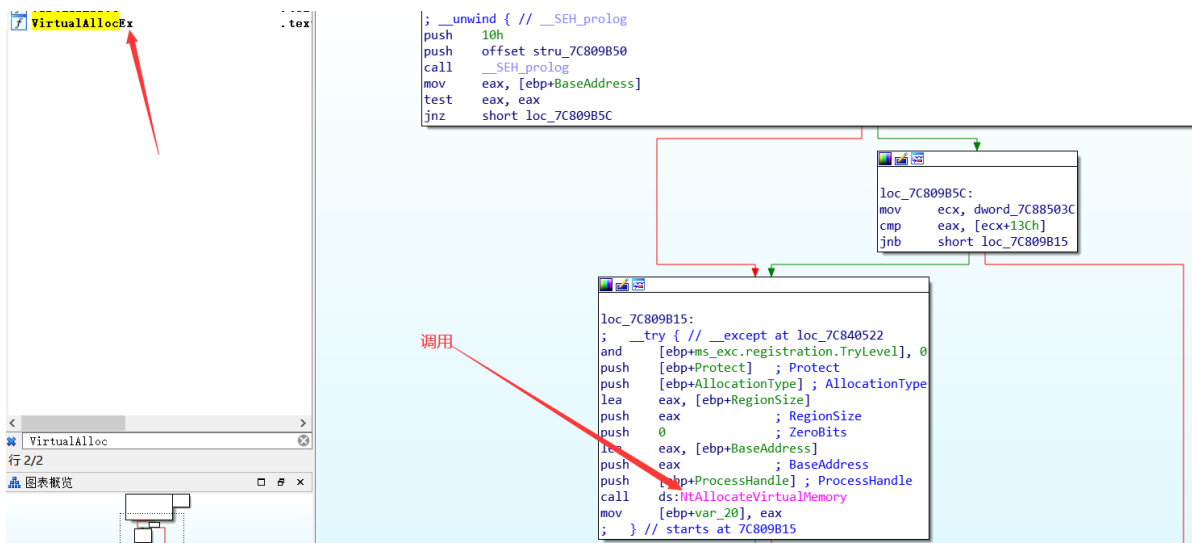 VirtualAllocEx .tex
; __unwind { // __SEH_prolog
push 10h
push offset stru_7C809B50
call __SEH_prolog
mov eax, [ebp+BaseAddress]
test eax, eax
jnz short loc_7C809B5C
loc_7C809B5C:
mov ecx, dword_7C88503C
cmp eax, [ecx+13Ch]
jnb short loc_7C809B15
调用
loc_7C809B15:
; __try { // __except at loc_7C840522
and [ebp+ms_exc.registration.TryLevel], 0
push [ebp+Protect] ; Protect
push [ebp+AllocationType] ; AllocationType
lea eax, [ebp+RegionSize]
push eax ; RegionSize
push 0 ; ZeroBits
lea eax, [ebp+BaseAddress]
push eax ; BaseAddress
push [ebp+ProcessHandle] ; ProcessHandle
call ds:NtAllocateVirtualMemory
mov [ebp+var_20], eax
; } // starts at 7C809B15
VirtualAlloc
行 2/2
图表概览